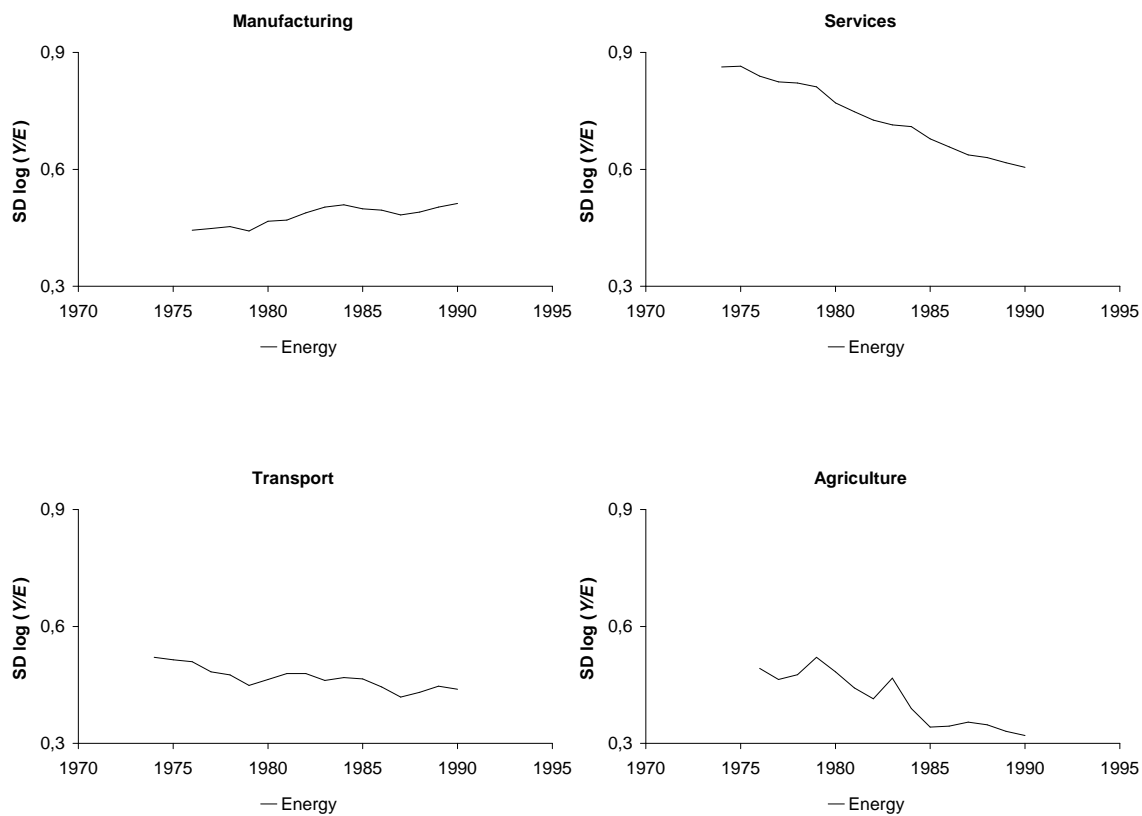 Manufacturing
0,9
0,6
0,3
SD log (Y/E)
1970 1975 1980 1985 1990 1995
Energy
Services
0,9
0,6
0,3
SD log (Y/E)
1970 1975 1980 1985 1990 1995
Energy
Transport
0,9
0,6
0,3
SD log (Y/E)
1970 1975 1980 1985 1990 1995
Energy
Agriculture
0,9
0,6
0,3
SD log (Y/E)
1970 1975 1980 1985 1990 1995
Energy